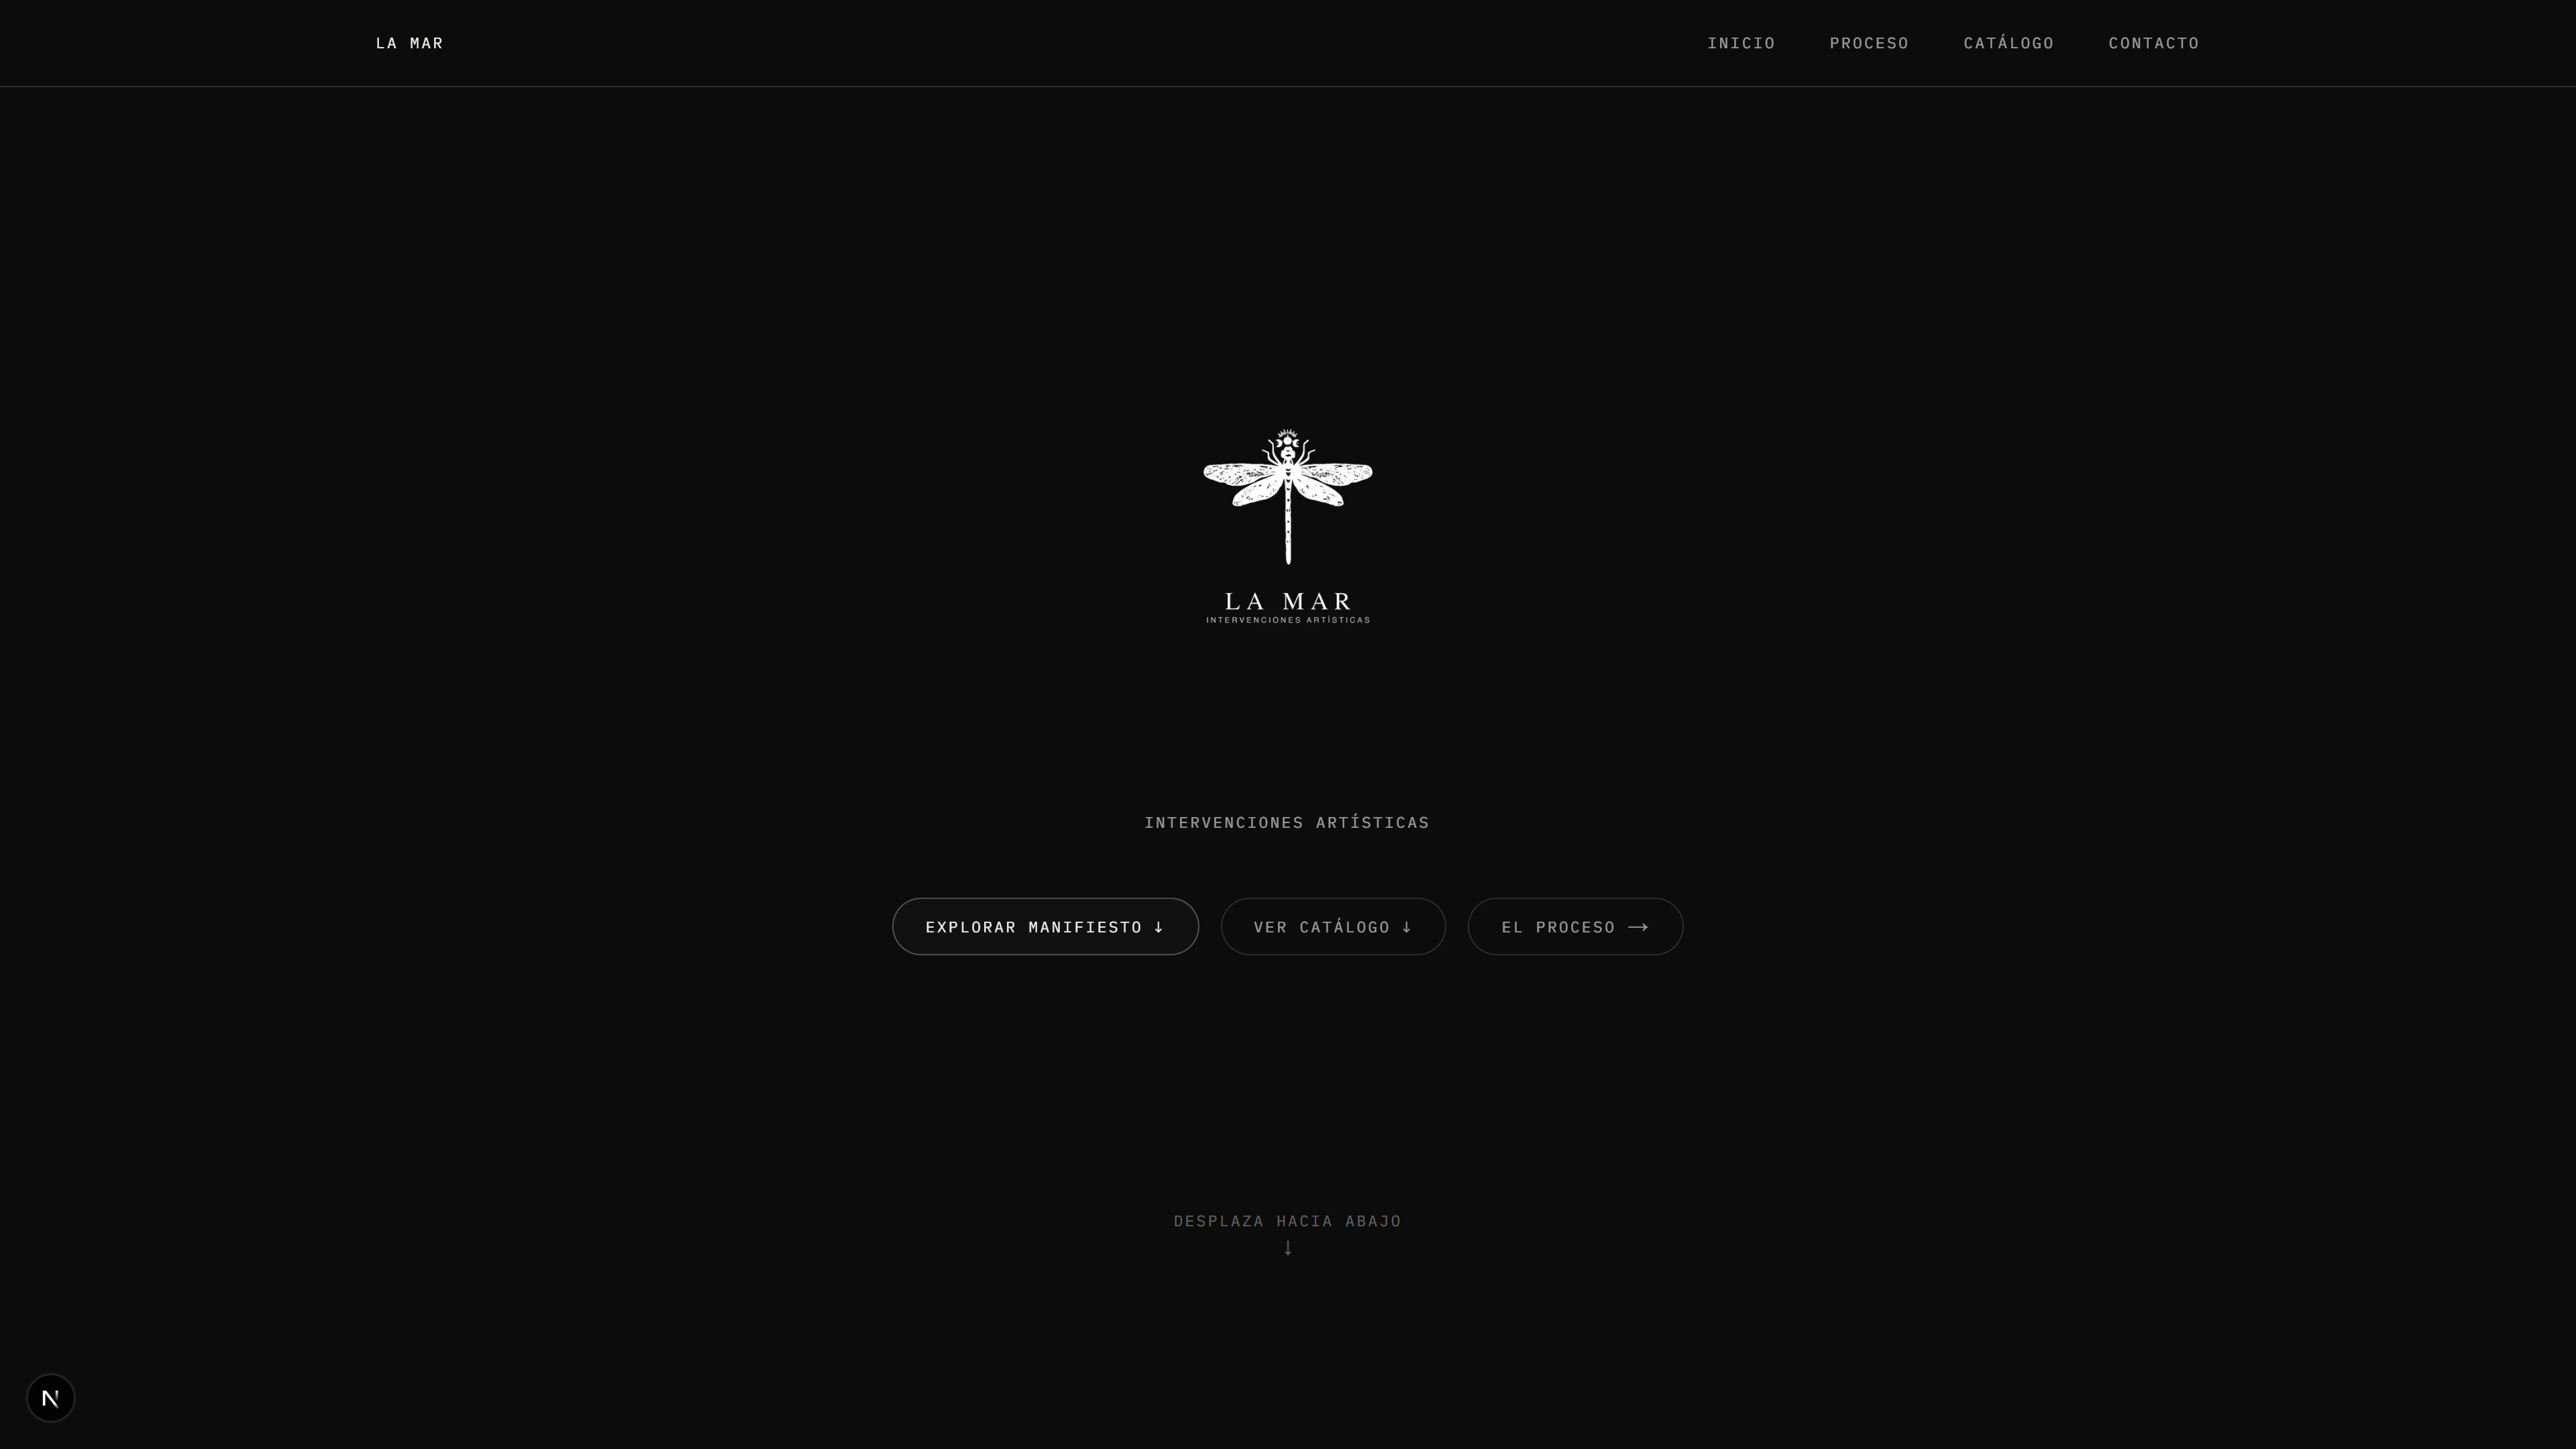 LA MAR
INICIO PROCESO CATÁLOGO CONTACTO
LA MAR
INTERVENCIONES ARTÍSTICAS
INTERVENCIONES ARTÍSTICAS
EXPLORAR MANIFIESTO ↓
VER CATÁLOGO ↓
EL PROCESO →
DESPLAZA HACIA ABAJO
↓
N